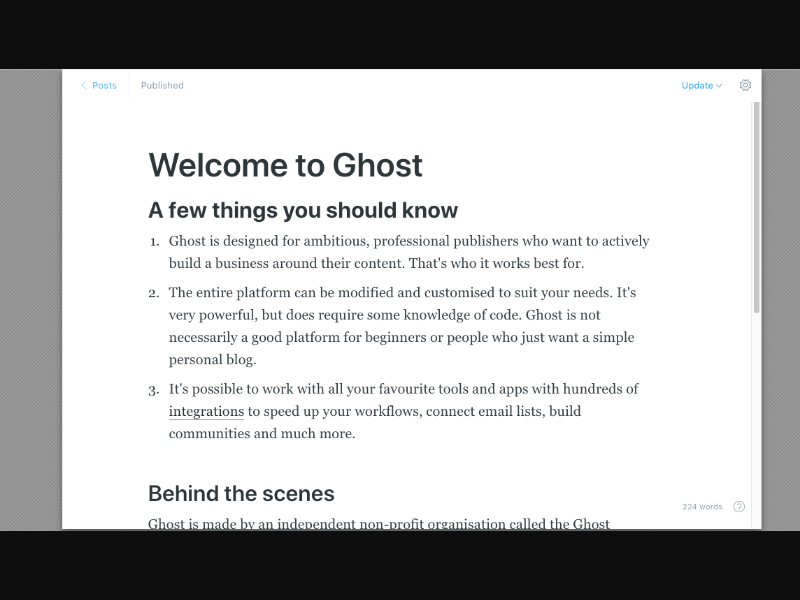 Posts
Published
Update
Welcome to Ghost
A few things you should know
1. Ghost is designed for ambitious, professional publishers who want to actively
build a business around their content. That's who it works best for.
2. The entire platform can be modified and customised to suit your needs. It's
very powerful, but does require some knowledge of code. Ghost is not
necessarily a good platform for beginners or people who just want a simple
personal blog.
3. It's possible to work with all your favourite tools and apps with hundreds of
integrations to speed up your workflows, connect email lists, build
communities and much more.
Behind the scenes
224 words
?
Ghost is made by an independent non-profit organisation called the Ghost